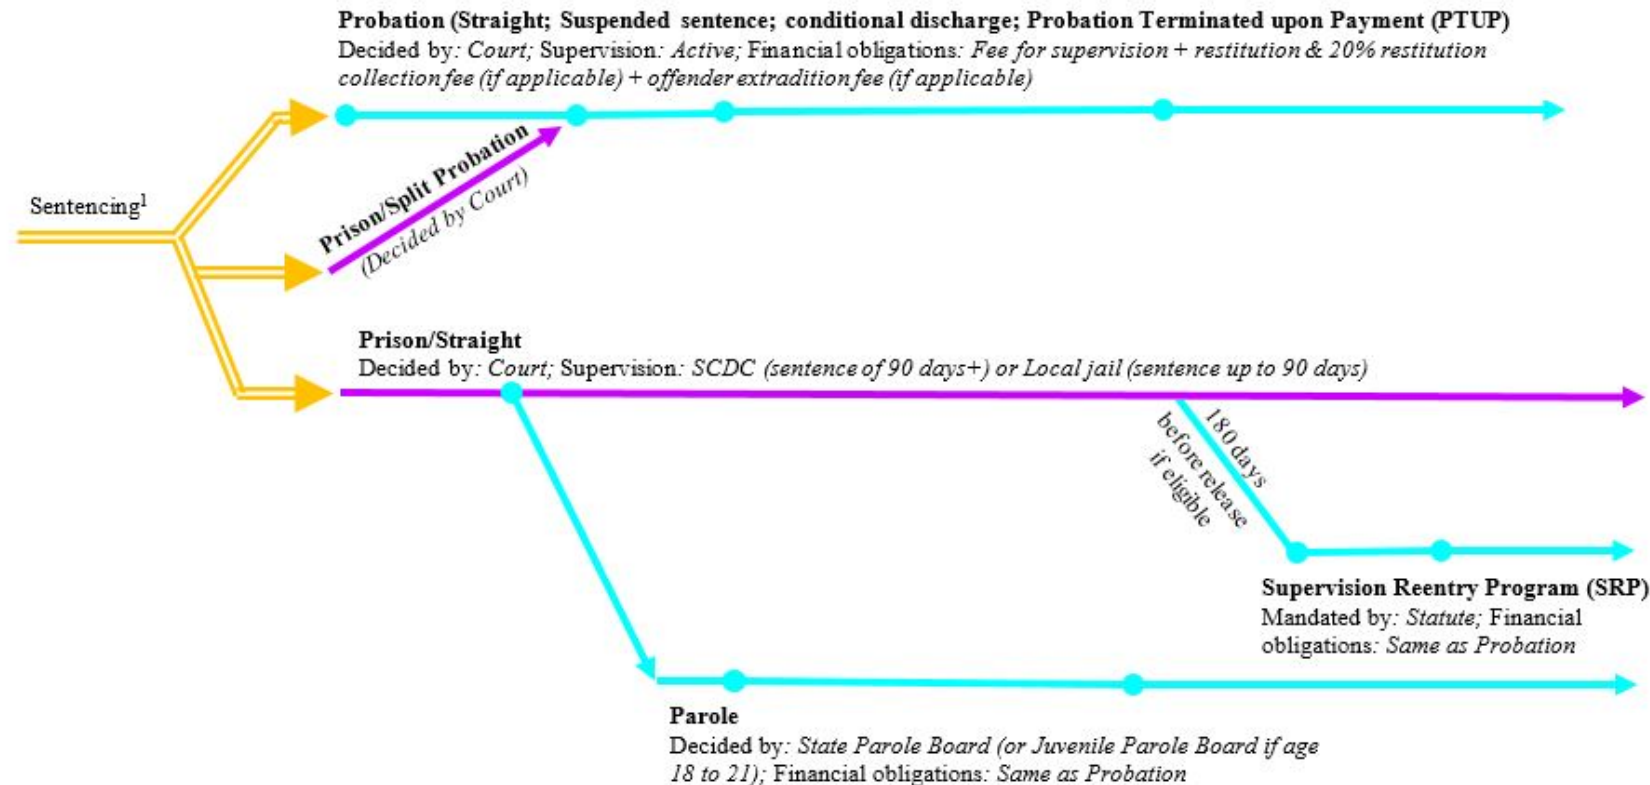 Probation (Straight; Suspended sentence; conditional discharge; Probation Terminated upon Payment (PTUP)
Decided by: Court; Supervision: Active; Financial obligations: Fee for supervision + restitution & 20% restitution
collection fee (if applicable) + offender extradition fee (if applicable)
Sentencing¹
Prison/Split Probation
(Decided by Court)
Prison/Straight
Decided by: Court; Supervision: SCDC (sentence of 90 days+) or Local jail (sentence up to 90 days)
180 days
before release
if eligible
Supervision Reentry Program (SRP)
Mandated by: Statute; Financial
obligations: Same as Probation
Parole
Decided by: State Parole Board (or Juvenile Parole Board if age
18 to 21); Financial obligations: Same as Probation